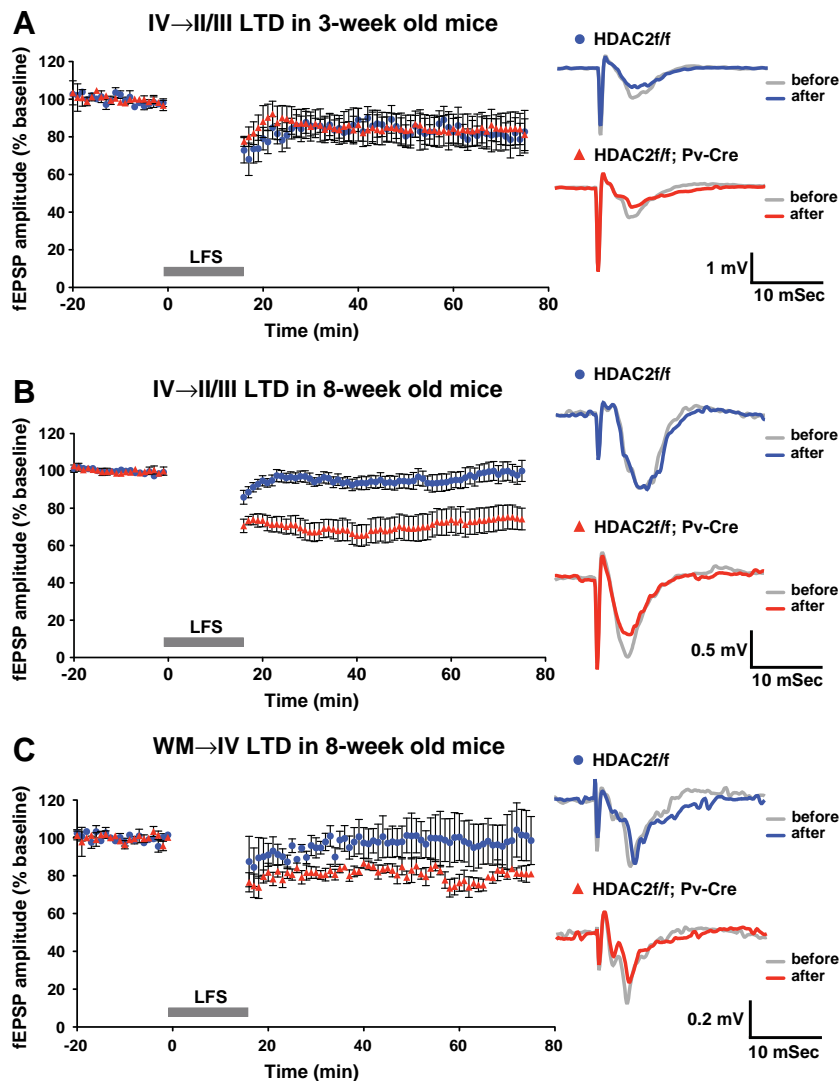 A
IV→II/III LTD in 3-week old mice
fEPSP amplitude (% baseline)
120
100
80
60
40
20
0
-20 0 20 40 60 80
Time (min)
LFS
HDAC2f/f
before
after
HDAC2f/f; Pv-Cre
before
after
1 mV
10 mSec
B
IV→II/III LTD in 8-week old mice
fEPSP amplitude (% baseline)
120
100
80
60
40
20
0
-20 0 20 40 60 80
Time (min)
LFS
HDAC2f/f
before
after
HDAC2f/f; Pv-Cre
before
after
0.5 mV
10 mSec
C
WM→IV LTD in 8-week old mice
fEPSP amplitude (% baseline)
120
100
80
60
40
20
0
-20 0 20 40 60 80
Time (min)
LFS
HDAC2f/f
before
after
HDAC2f/f; Pv-Cre
before
after
0.2 mV
10 mSec